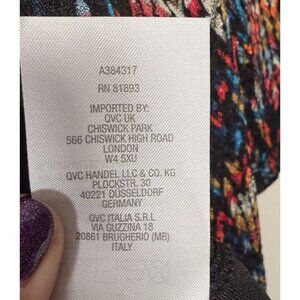 A384317
RN 81893
IMPORTED BY:
QVC UK
CHISWICK PARK
566 CHISWICK HIGH ROAD
LONDON
W4 5XU
QVC HANDEL LLC & CO. KG
PLOCKSTR. 30
40221 DÜSSELDORF
GERMANY
QVC ITALIA S.R.L
VIA GUZZINA 18
20861 BRUGHERIO (MB)
ITALY